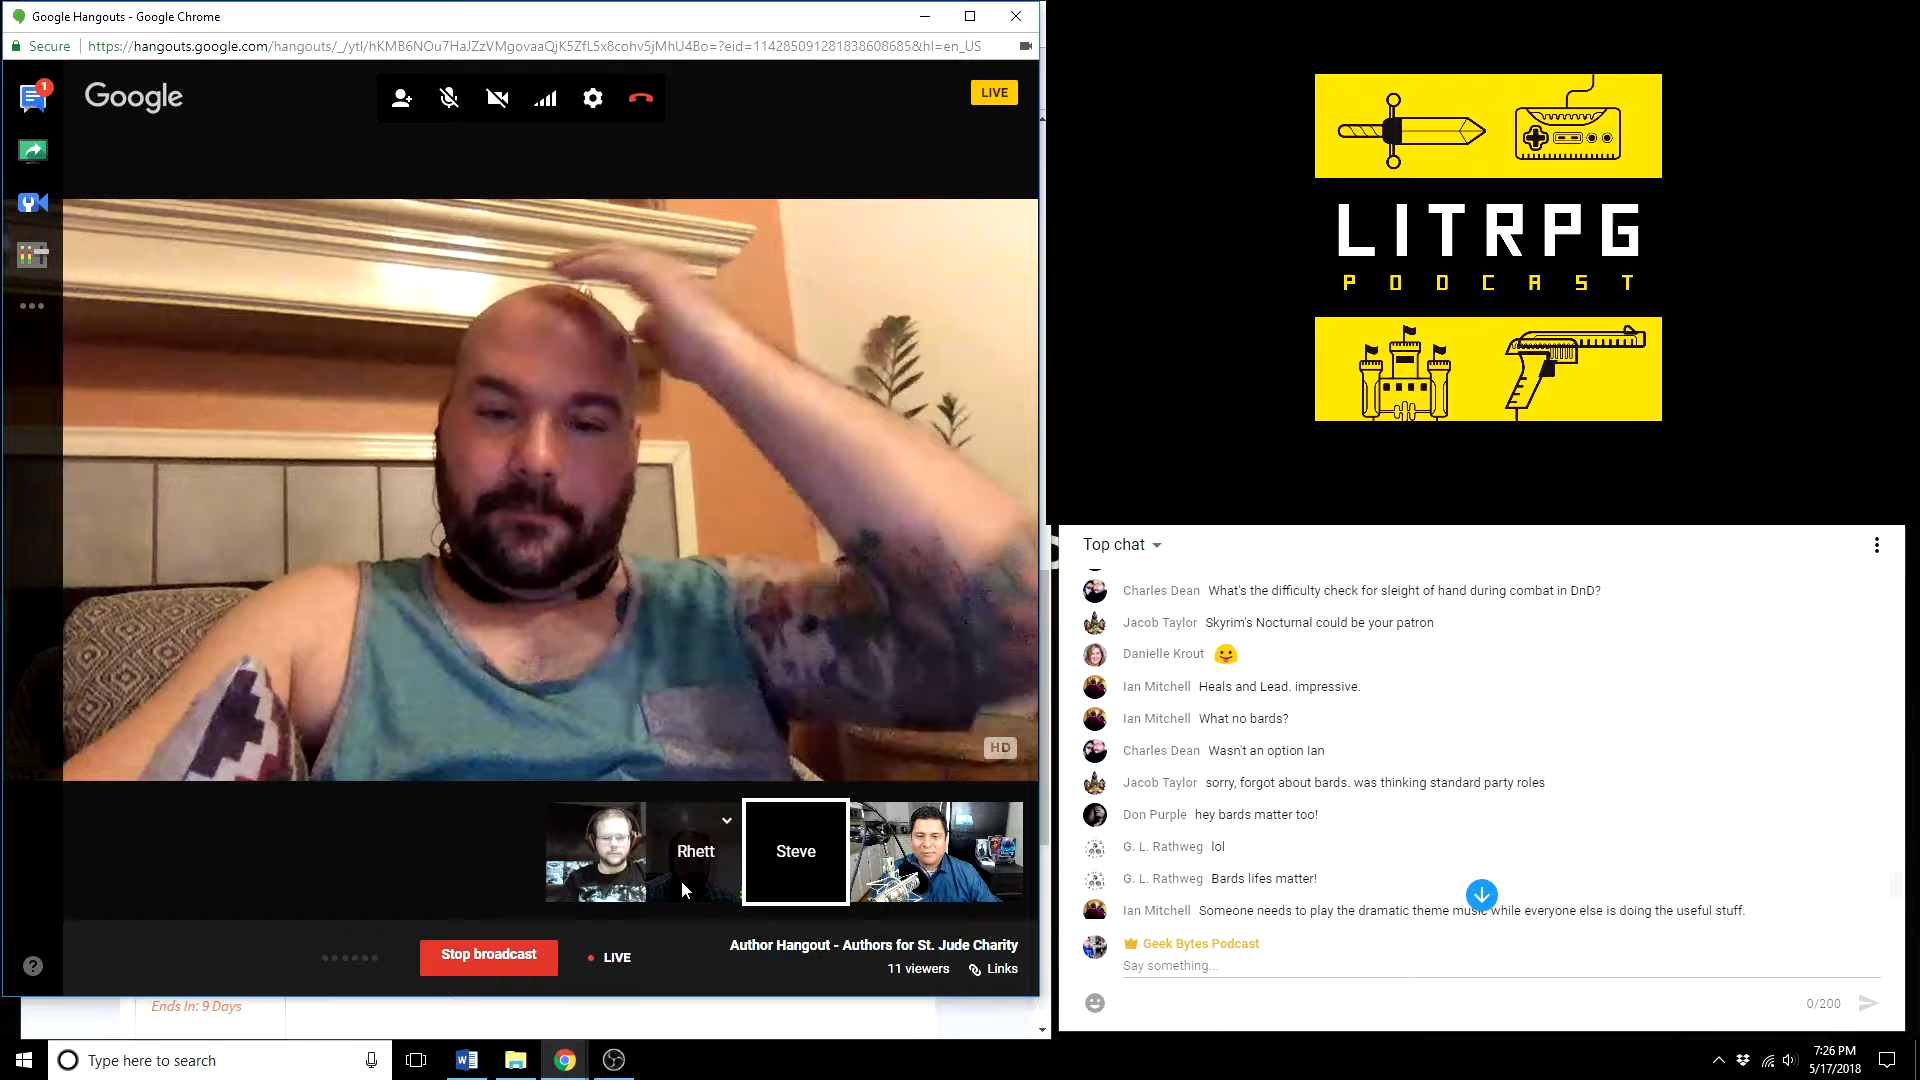 Google Hangouts - Google Chrome
Secure
https://hangouts.google.com/hangouts/_/ytl/hKMB6NOu7HaJZzVMgovaaQjK5ZfL5x8cohv5jMhU4Bo=?eid=114285091281838608685&hl=en_US
1
Google
LIVE
HD
Rhett
Steve
Stop broadcast
LIVE
Author Hangout - Authors for St. Jude Charity
11 viewers
Links
Ends In: 9 Days
LITRPG
PODCAST
Top chat
Charles Dean What's the difficulty check for sleight of hand during combat in DnD?
Jacob Taylor Skyrim's Nocturnal could be your patron
Danielle Krout
Ian Mitchell Heals and Lead. impressive.
Ian Mitchell What no bards?
Charles Dean Wasn't an option Ian
Jacob Taylor sorry, forgot about bards. was thinking standard party roles
Don Purple hey bards matter too!
G. L. Rathweg lol
G. L. Rathweg Bards lifes matter!
Ian Mitchell Someone needs to play the dramatic theme music while everyone else is doing the useful stuff.
Geek Bytes Podcast
Say something...
0/200
Type here to search
7:26 PM
5/17/2018